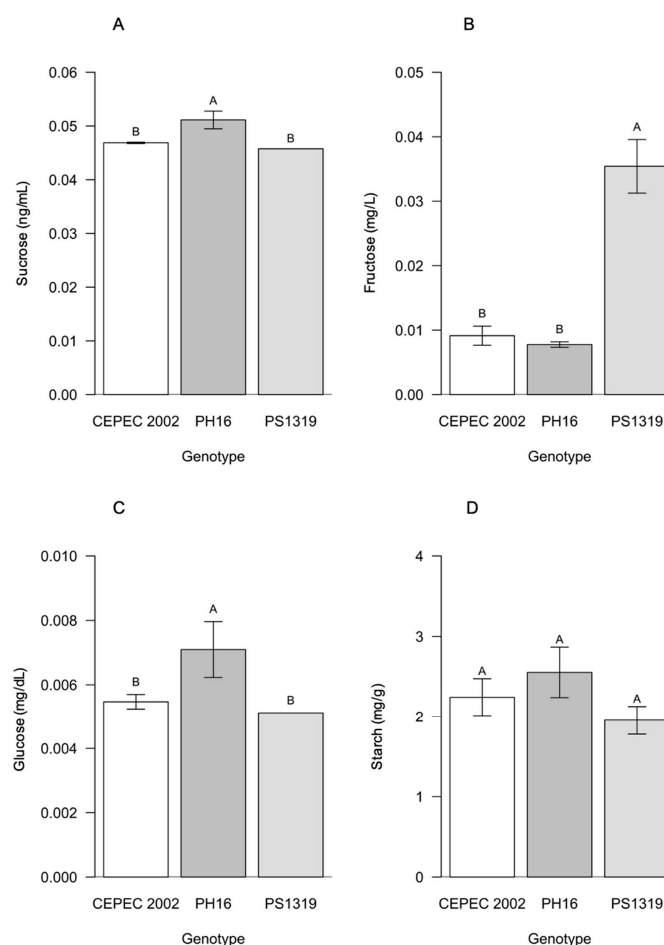 A
0.06
0.05
0.04
0.03
0.02
0.01
0.00
Sucrose (ng/mL)
B
A
B
CEPEC 2002 PH16 PS1319
Genotype
B
0.05
0.04
0.03
0.02
0.01
0.00
Fructose (mg/L)
B
B
A
CEPEC 2002 PH16 PS1319
Genotype
C
0.010
0.008
0.006
0.004
0.002
0.000
Glucose (mg/dL)
B
A
B
CEPEC 2002 PH16 PS1319
Genotype
D
4
3
2
1
0
Starch (mg/g)
A
A
A
CEPEC 2002 PH16 PS1319
Genotype